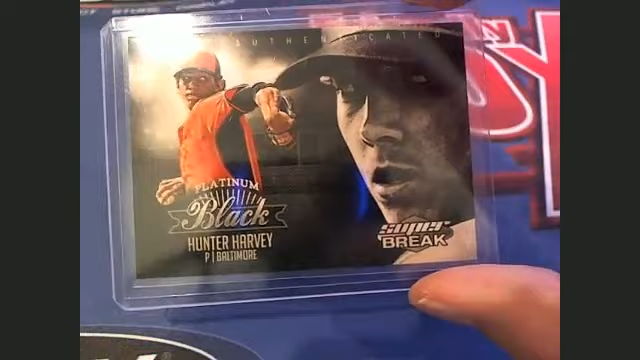 AUTHENTICATED
PLATINUM
Black
HUNTER HARVEY
P | BALTIMORE
super
BREAK